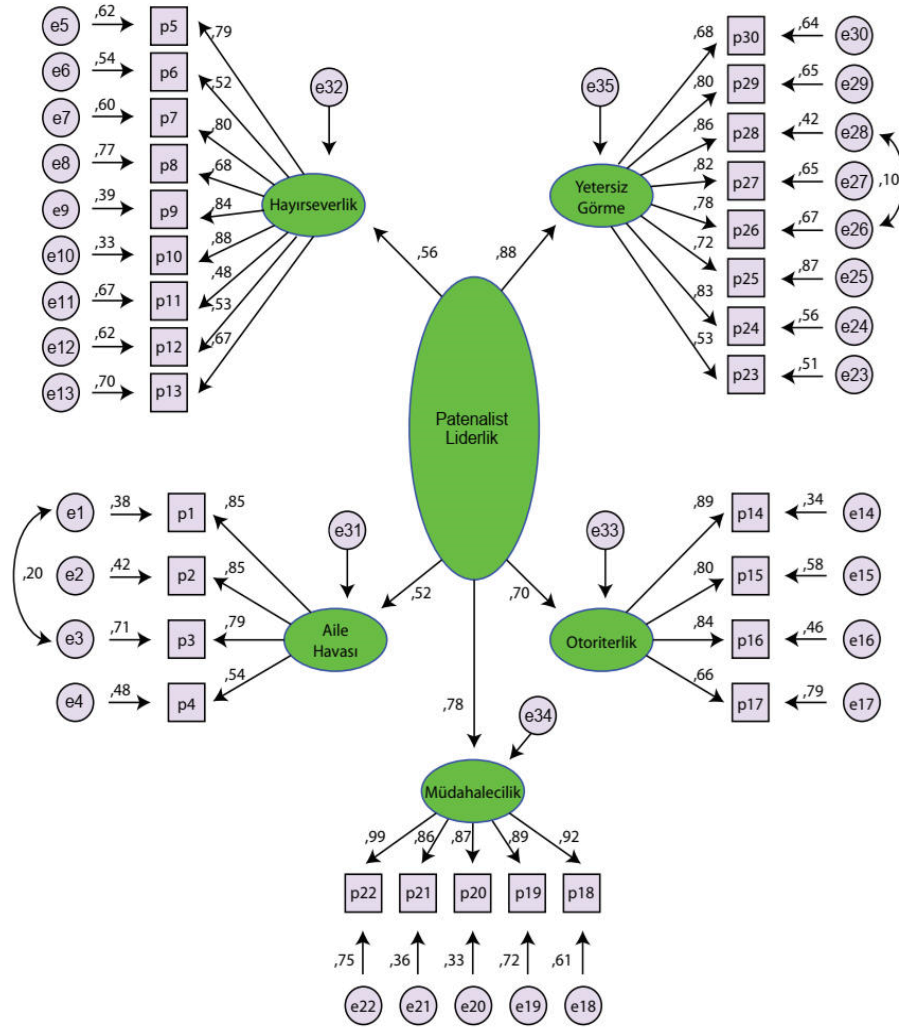 e5 ,62 p5 ,79
e6 ,54 p6 ,52
e7 ,60 p7 ,80
e8 ,77 p8 ,68
e9 ,39 p9 ,84
e10 ,33 p10 ,88
e11 ,67 p11 ,48
e12 ,62 p12 ,53
e13 ,70 p13 ,67
e32
Hayırseverlik
,56
e35
Yetersiz
Görme
,88
,68 p30 ,64 e30
,80 p29 ,65 e29
,86 p28 ,42 e28
,82 p27 ,65 e27
,10
,78 p26 ,67 e26
,72 p25 ,87 e25
,83 p24 ,56 e24
,53 p23 ,51 e23
Patenalist
Liderlik
e1 ,38 p1 ,85
e2 ,42 p2 ,85
,20
e3 ,71 p3 ,79
e4 ,48 p4 ,54
e31
Aile
Havası
,52
e33
Otoriterlik
,70
,89 p14 ,34 e14
,80 p15 ,58 e15
,84 p16 ,46 e16
,66 p17 ,79 e17
,78
e34
Müdahalecilik
,99 ,86 ,87 ,89 ,92
p22 p21 p20 p19 p18
,75 ,36 ,33 ,72 ,61
e22 e21 e20 e19 e18